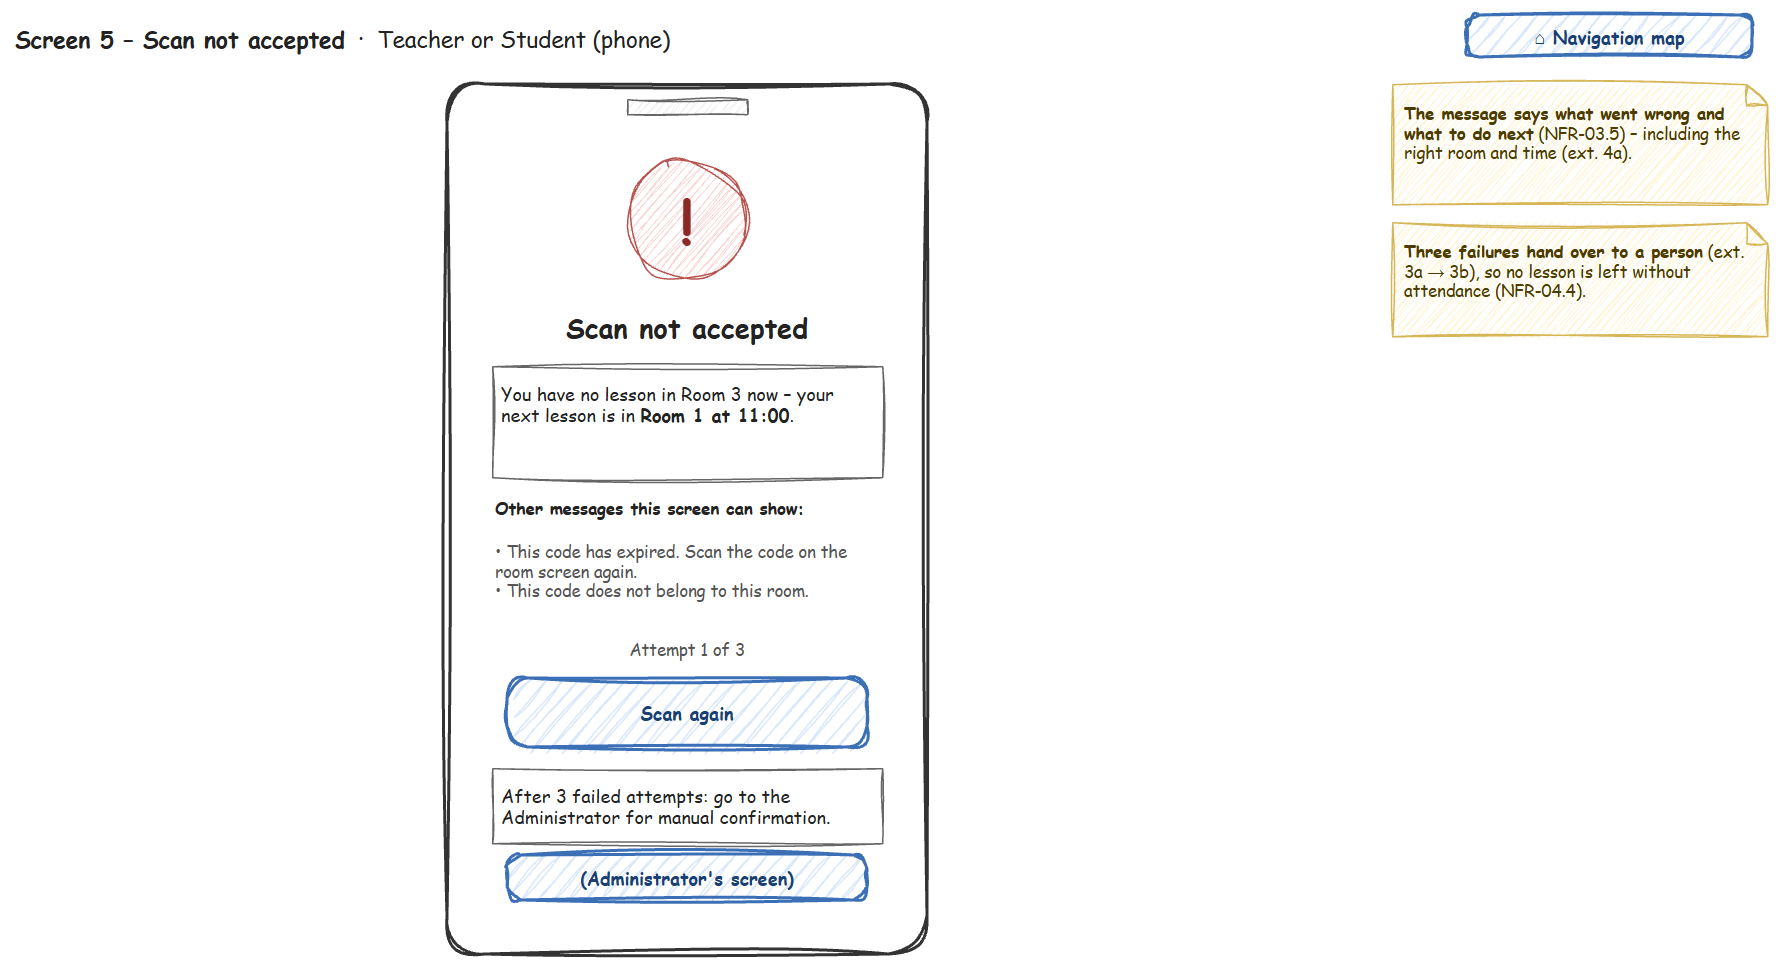 Screen 5 – Scan not accepted · Teacher or Student (phone)
⌂ Navigation map
The message says what went wrong and
what to do next (NFR-03.5) – including the
right room and time (ext. 4a).
Three failures hand over to a person (ext.
3a → 3b), so no lesson is left without
attendance (NFR-04.4).
!
Scan not accepted
You have no lesson in Room 3 now – your
next lesson is in Room 1 at 11:00.
Other messages this screen can show:
• This code has expired. Scan the code on the
room screen again.
• This code does not belong to this room.
Attempt 1 of 3
Scan again
After 3 failed attempts: go to the
Administrator for manual confirmation.
(Administrator's screen)